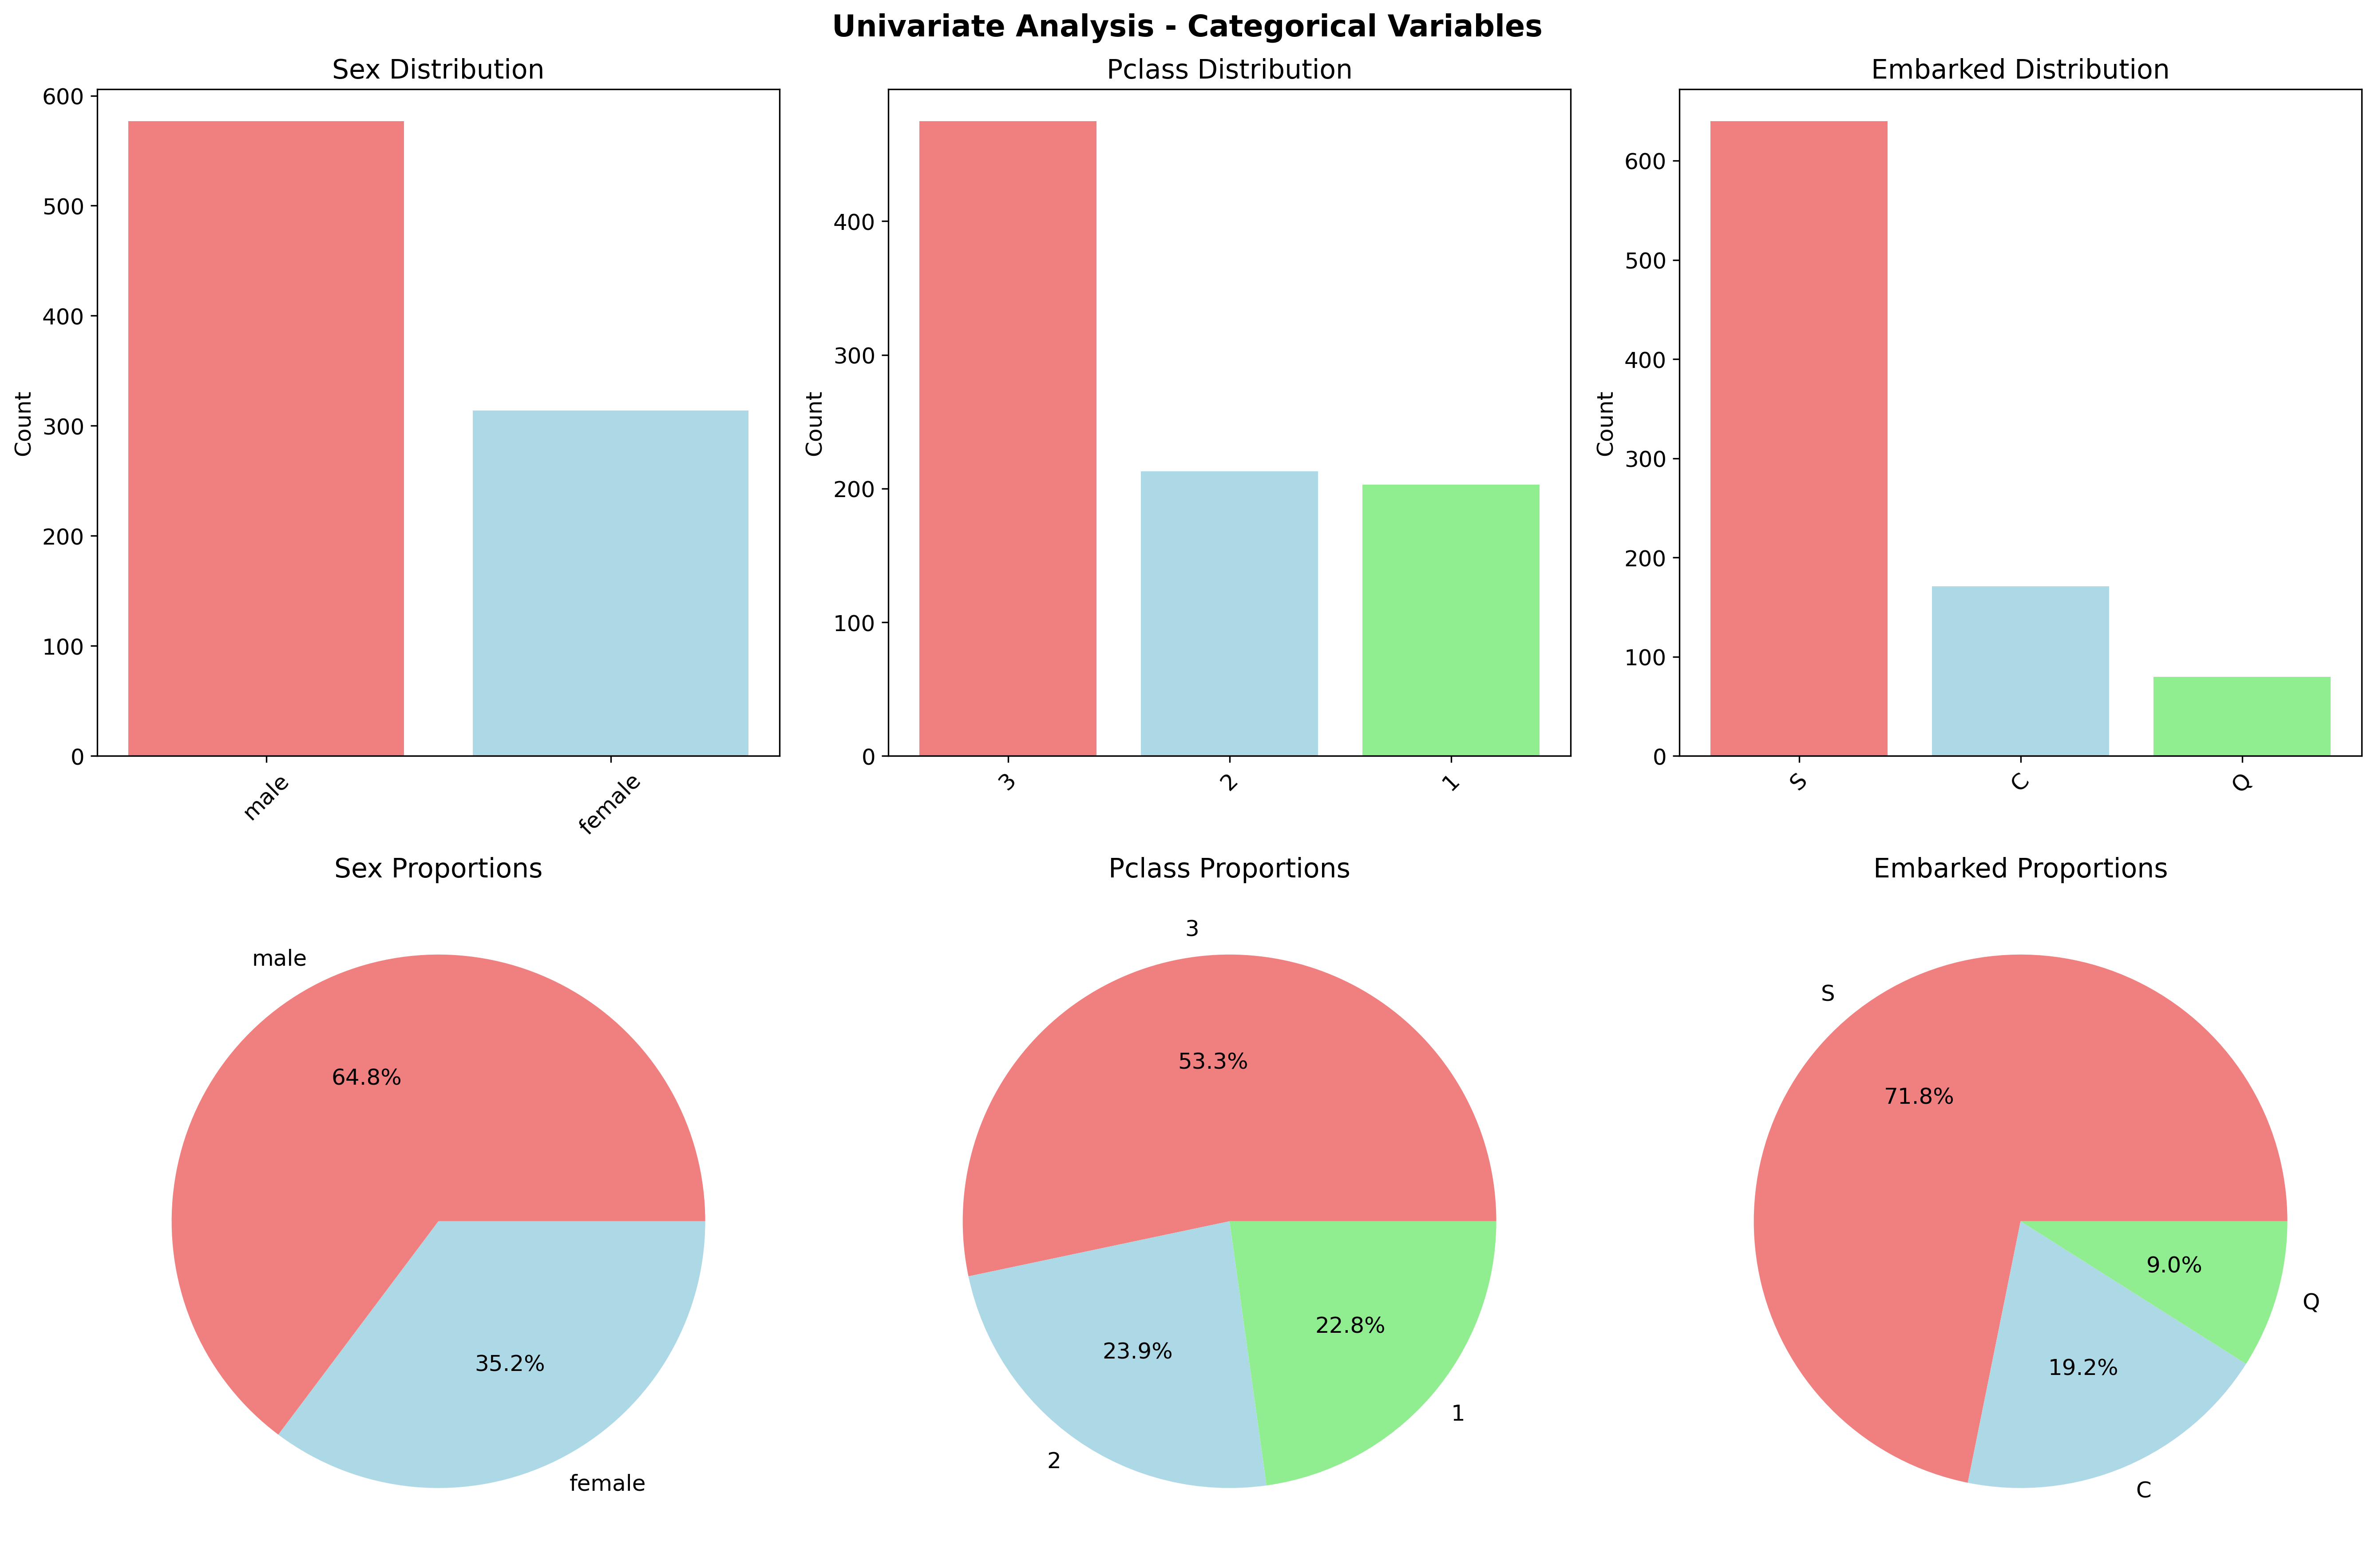 Univariate Analysis - Categorical Variables
Sex Distribution
600
500
400
300
200
100
0
Count
male
female
Pclass Distribution
400
300
200
100
0
Count
3
2
1
Embarked Distribution
600
500
400
300
200
100
0
Count
S
C
Q
Sex Proportions
male
64.8%
35.2%
female
Pclass Proportions
3
53.3%
23.9%
22.8%
2
1
Embarked Proportions
S
71.8%
9.0%
Q
19.2%
C